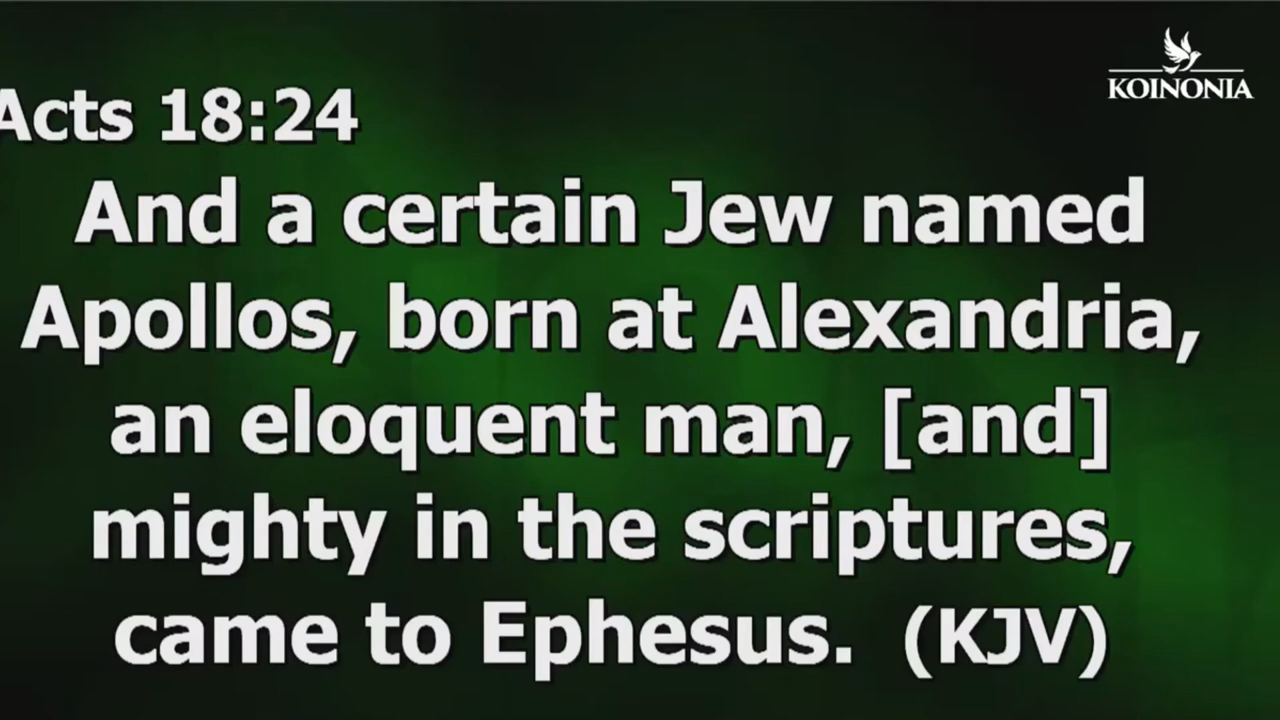 KOINONIA
Acts 18:24
And a certain Jew named
Apollos, born at Alexandria,
an eloquent man, [and]
mighty in the scriptures,
came to Ephesus. (KJV)